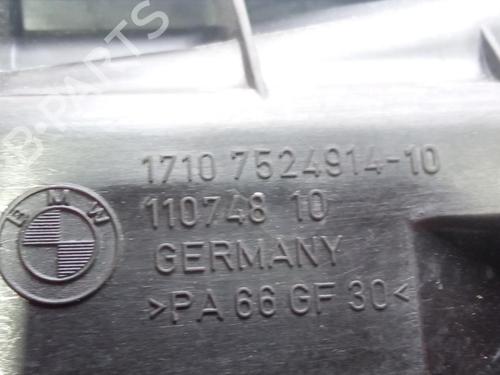 B-PARTS
1710 7524914-10
110748 10
BMW
GERMANY
>PA 66 GF 30<